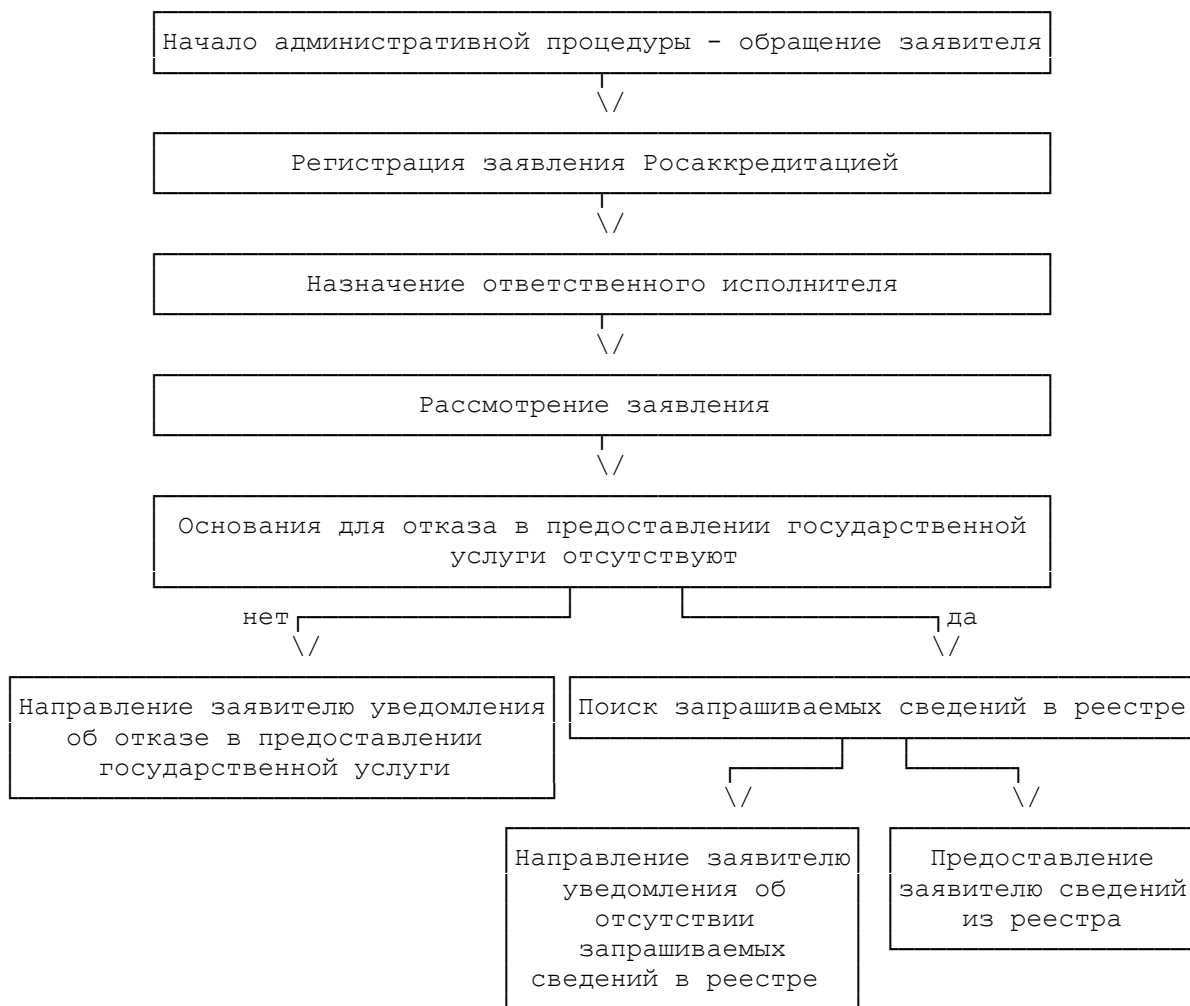 Начало административной процедуры - обращение заявителя
\/
Регистрация заявления Росаккредитацией
\/
Назначение ответственного исполнителя
\/
Рассмотрение заявления
\/
Основания для отказа в предоставлении государственной
услуги отсутствуют
нет
да
\/
\/
Направление заявителю уведомления
об отказе в предоставлении
государственной услуги
Поиск запрашиваемых сведений в реестре
\/
\/
Направление заявителю
уведомления об
отсутствии
запрашиваемых
сведений в реестре
Предоставление
заявителю сведений
из реестра